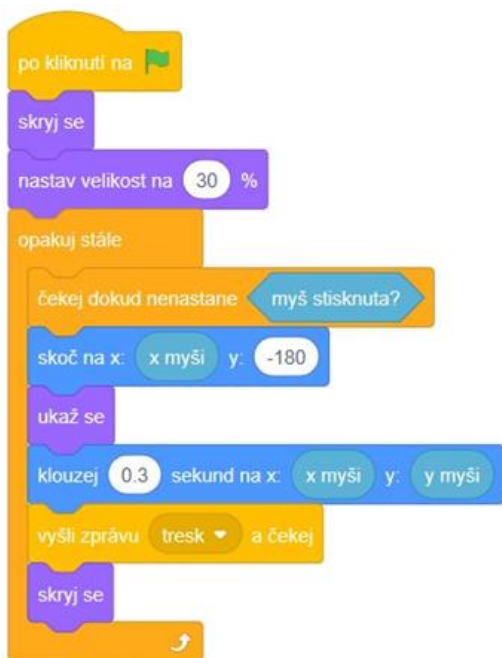 po kliknutí na
skryj se
nastav velikost na 30 %
opakuj stále
čekej dokud nenastane myš stisknuta?
skoč na x: x myši y: -180
ukaž se
klouzej 0.3 sekund na x: x myši y: y myši
vyšli zprávu tresk a čekej
skryj se